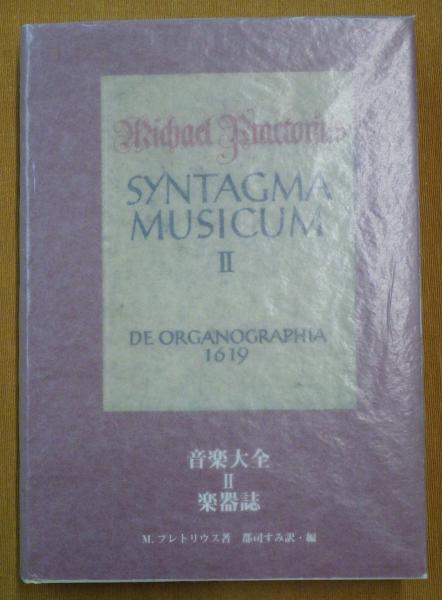 Michael Praetorius
SYNTAGMA
MUSICUM
II
DE ORGANOGRAPHIA
1619
音楽大全
II
楽器誌
M. プレトリウス著 郡司すみ訳・編